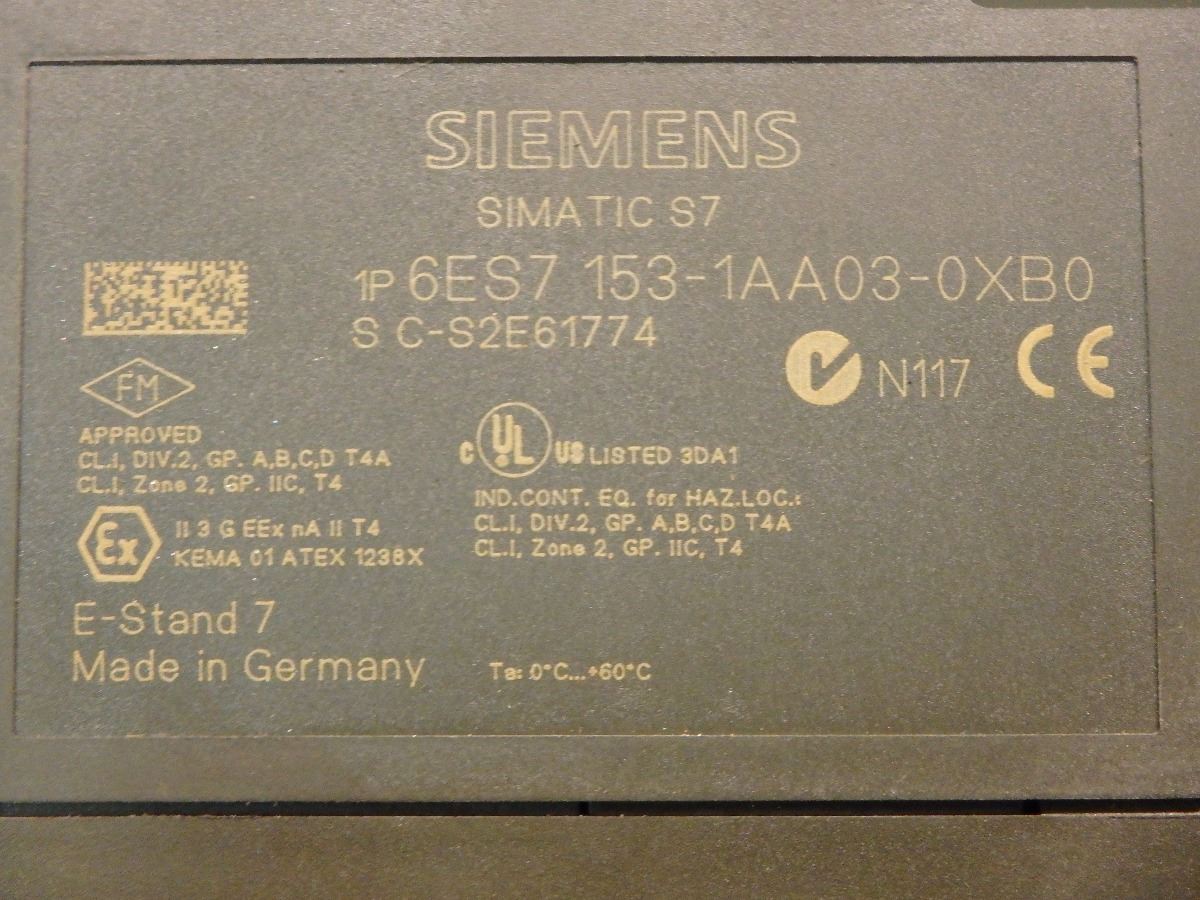 SIEMENS
SIMATIC S7
1P 6ES7 153-1AA03-0XB0
S C-S2E61774
N117 CE
FM
APPROVED
CL.I, DIV.2, GP. A,B,C,D T4A
CL.I, Zone 2, GP. IIC, T4
C UL US LISTED 3DA1
IND.CONT. EQ. for HAZ.LOC.:
CL.I, DIV.2, GP. A,B,C,D T4A
CL.I, Zone 2, GP. IIC, T4
Ex
II 3 G EEx nA II T4
KEMA 01 ATEX 1238X
E-Stand 7
Made in Germany
Ta: 0°C...+60°C